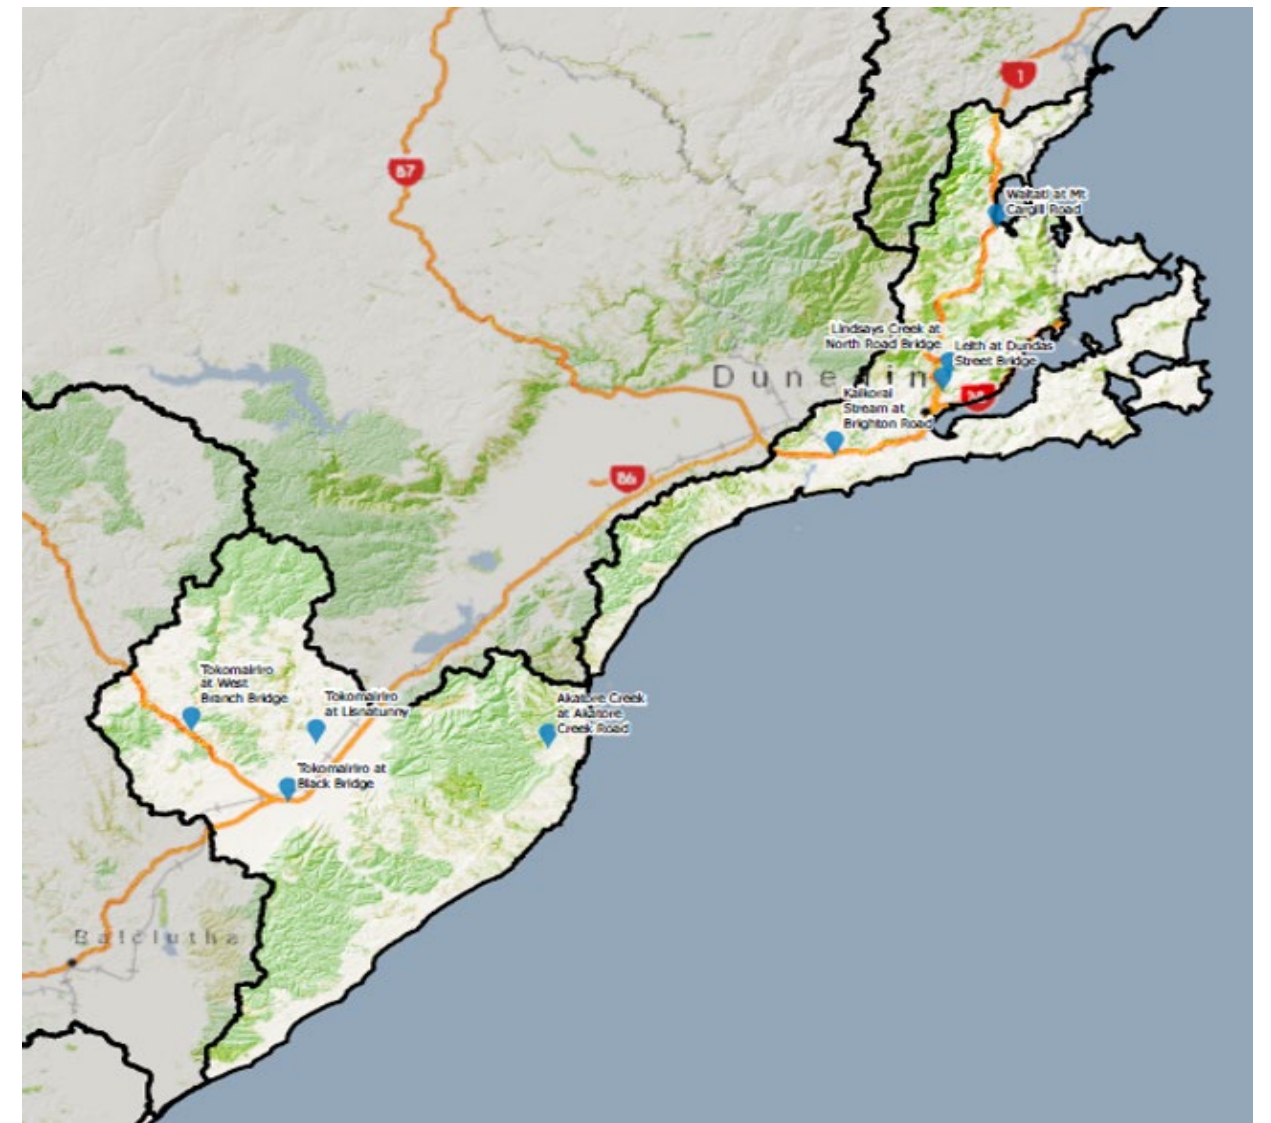 1
87
Waitati at Mt
Cargill Road
Lindsays Creek at
North Road Bridge
Leith at Dundas
Street Bridge
Dunedin
88
Kaikorai
Stream at
Brighton Road
86
Tokomairiro
at West
Branch Bridge
Tokomairiro
at Lisnatunny
Akatore Creek
at Akatore
Creek Road
Tokomairiro at
Black Bridge
Balclutha